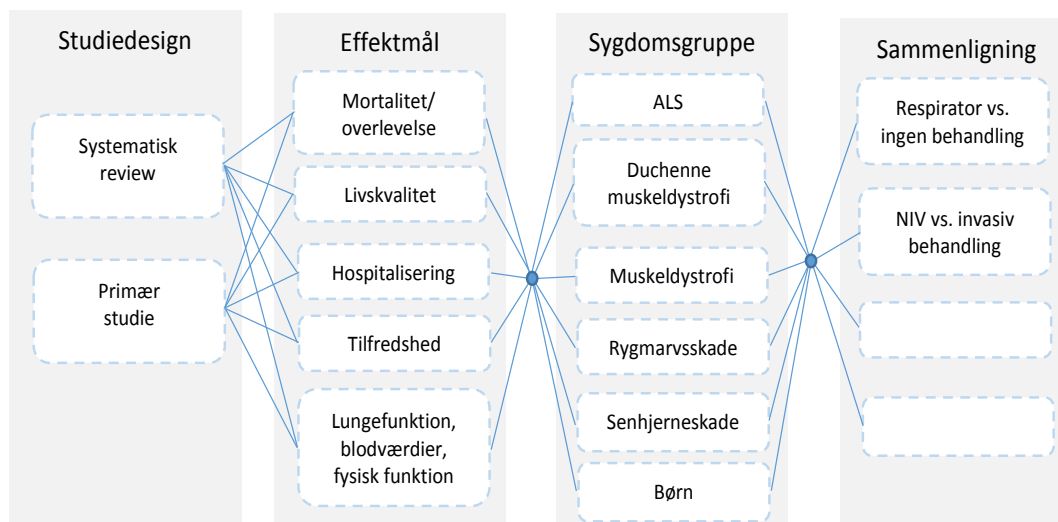 Studiedesign
Systematisk
review
Primær
studie
Effektmål
Mortalitet/
overlevelse
Livskvalitet
Hospitalisering
Tilfredshed
Lungefunktion,
blodværdier,
fysisk funktion
Sygdomsgruppe
ALS
Duchenne
muskeldystrofi
Muskeldystrofi
Rygmarvsskade
Senhjerneskade
Børn
Sammenligning
Respirator vs.
ingen behandling
NIV vs. invasiv
behandling